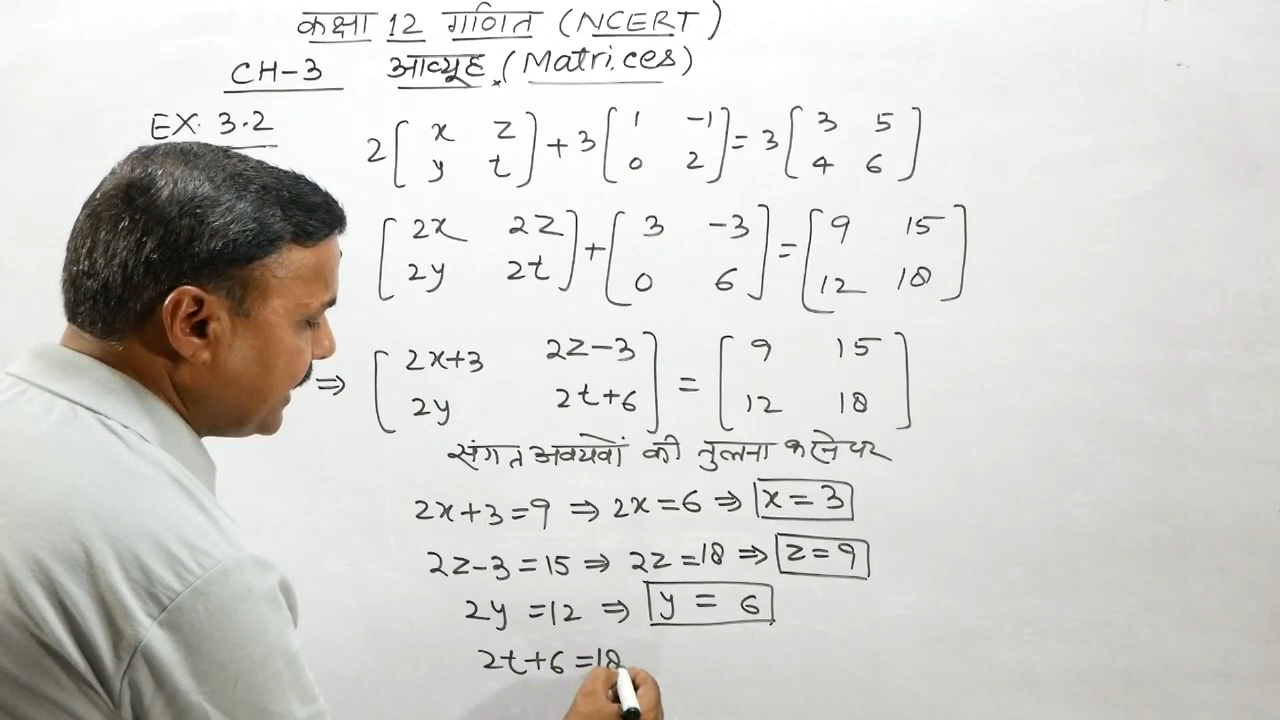 कक्षा 12 गणित (NCERT)
CH-3 आव्यूह (Matrices)
EX. 3.2
2[x z; y t] + 3[1 -1; 0 2] = 3[3 5; 4 6]
[2x 2z; 2y 2t] + [3 -3; 0 6] = [9 15; 12 18]
⇒ [2x+3 2z-3; 2y 2t+6] = [9 15; 12 18]
संगत अवयवों की तुलना करने पर
2x+3=9 ⇒ 2x=6 ⇒ x=3
2z-3=15 ⇒ 2z=18 ⇒ z=9
2y=12 ⇒ y=6
2t+6=18